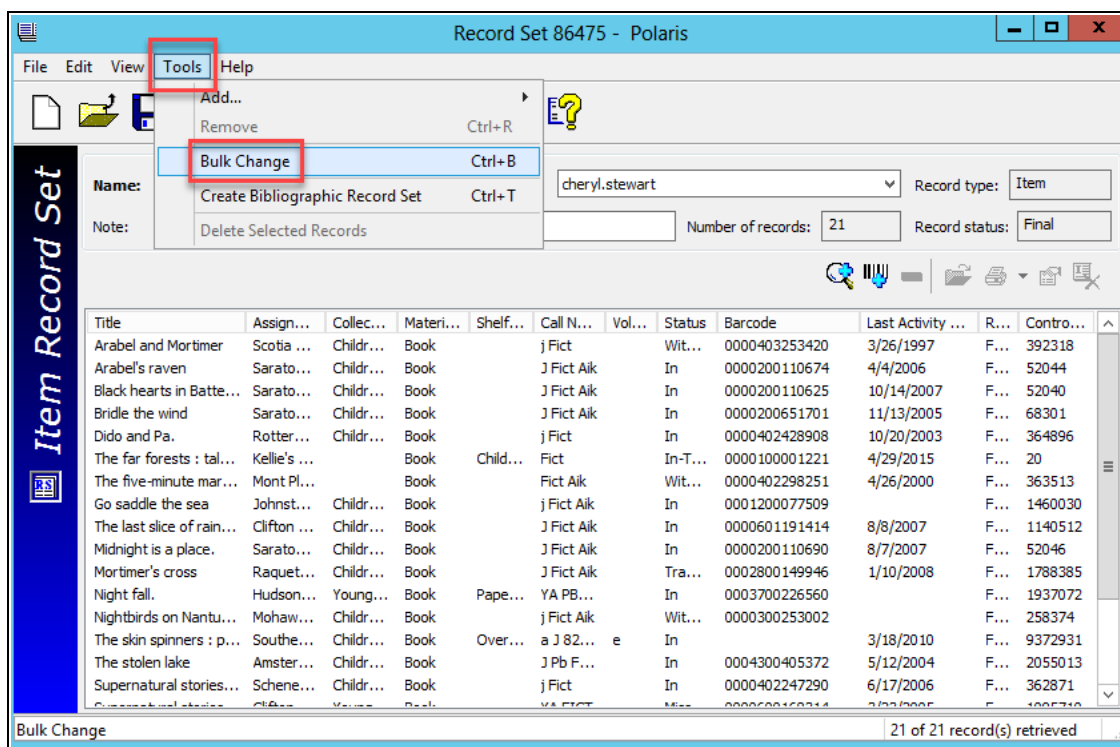 Record Set 86475 - Polaris
File Edit View Tools Help
Add...
Remove Ctrl+R
Bulk Change Ctrl+B
Create Bibliographic Record Set Ctrl+T
Delete Selected Records
Item Record Set
RS
Name: cheryl.stewart Record type: Item
Note: Number of records: 21 Record status: Final
Title Assign... Collec... Materi... Shelf... Call N... Vol... Status Barcode Last Activity ... R... Contro...
Arabel and Mortimer Scotia ... Childr... Book j Fict Wit... 0000403253420 3/26/1997 F... 392318
Arabel's raven Sarato... Childr... Book J Fict Aik In 0000200110674 4/4/2006 F... 52044
Black hearts in Batte... Sarato... Childr... Book J Fict Aik In 0000200110625 10/14/2007 F... 52040
Bridle the wind Sarato... Childr... Book J Fict Aik In 0000200651701 11/13/2005 F... 68301
Dido and Pa. Rotter... Childr... Book j Fict In 0000402428908 10/20/2003 F... 364896
The far forests : tal... Kellie's ... Book Child... Fict In-T... 0000100001221 4/29/2015 F... 20
The five-minute mar... Mont Pl... Book Fict Aik Wit... 0000402298251 4/26/2000 F... 363513
Go saddle the sea Johnst... Childr... Book j Fict Aik In 0001200077509 F... 1460030
The last slice of rain... Clifton ... Childr... Book J Fict Aik In 0000601191414 8/8/2007 F... 1140512
Midnight is a place. Sarato... Childr... Book J Fict Aik In 0000200110690 8/7/2007 F... 52046
Mortimer's cross Raquet... Childr... Book J Fict Aik Tra... 0002800149946 1/10/2008 F... 1788385
Night fall. Hudson... Young... Book Pape... YA PB... In 0003700226560 F... 1937072
Nightbirds on Nantu... Mohaw... Childr... Book j Fict Aik Wit... 0000300253002 F... 258374
The skin spinners : p... Southe... Childr... Book Over... a J 82... e In 3/18/2010 F... 9372931
The stolen lake Amster... Childr... Book J Pb F... In 0004300405372 5/12/2004 F... 2055013
Supernatural stories... Schene... Childr... Book j Fict In 0000402247290 6/17/2006 F... 362871
Bulk Change 21 of 21 record(s) retrieved